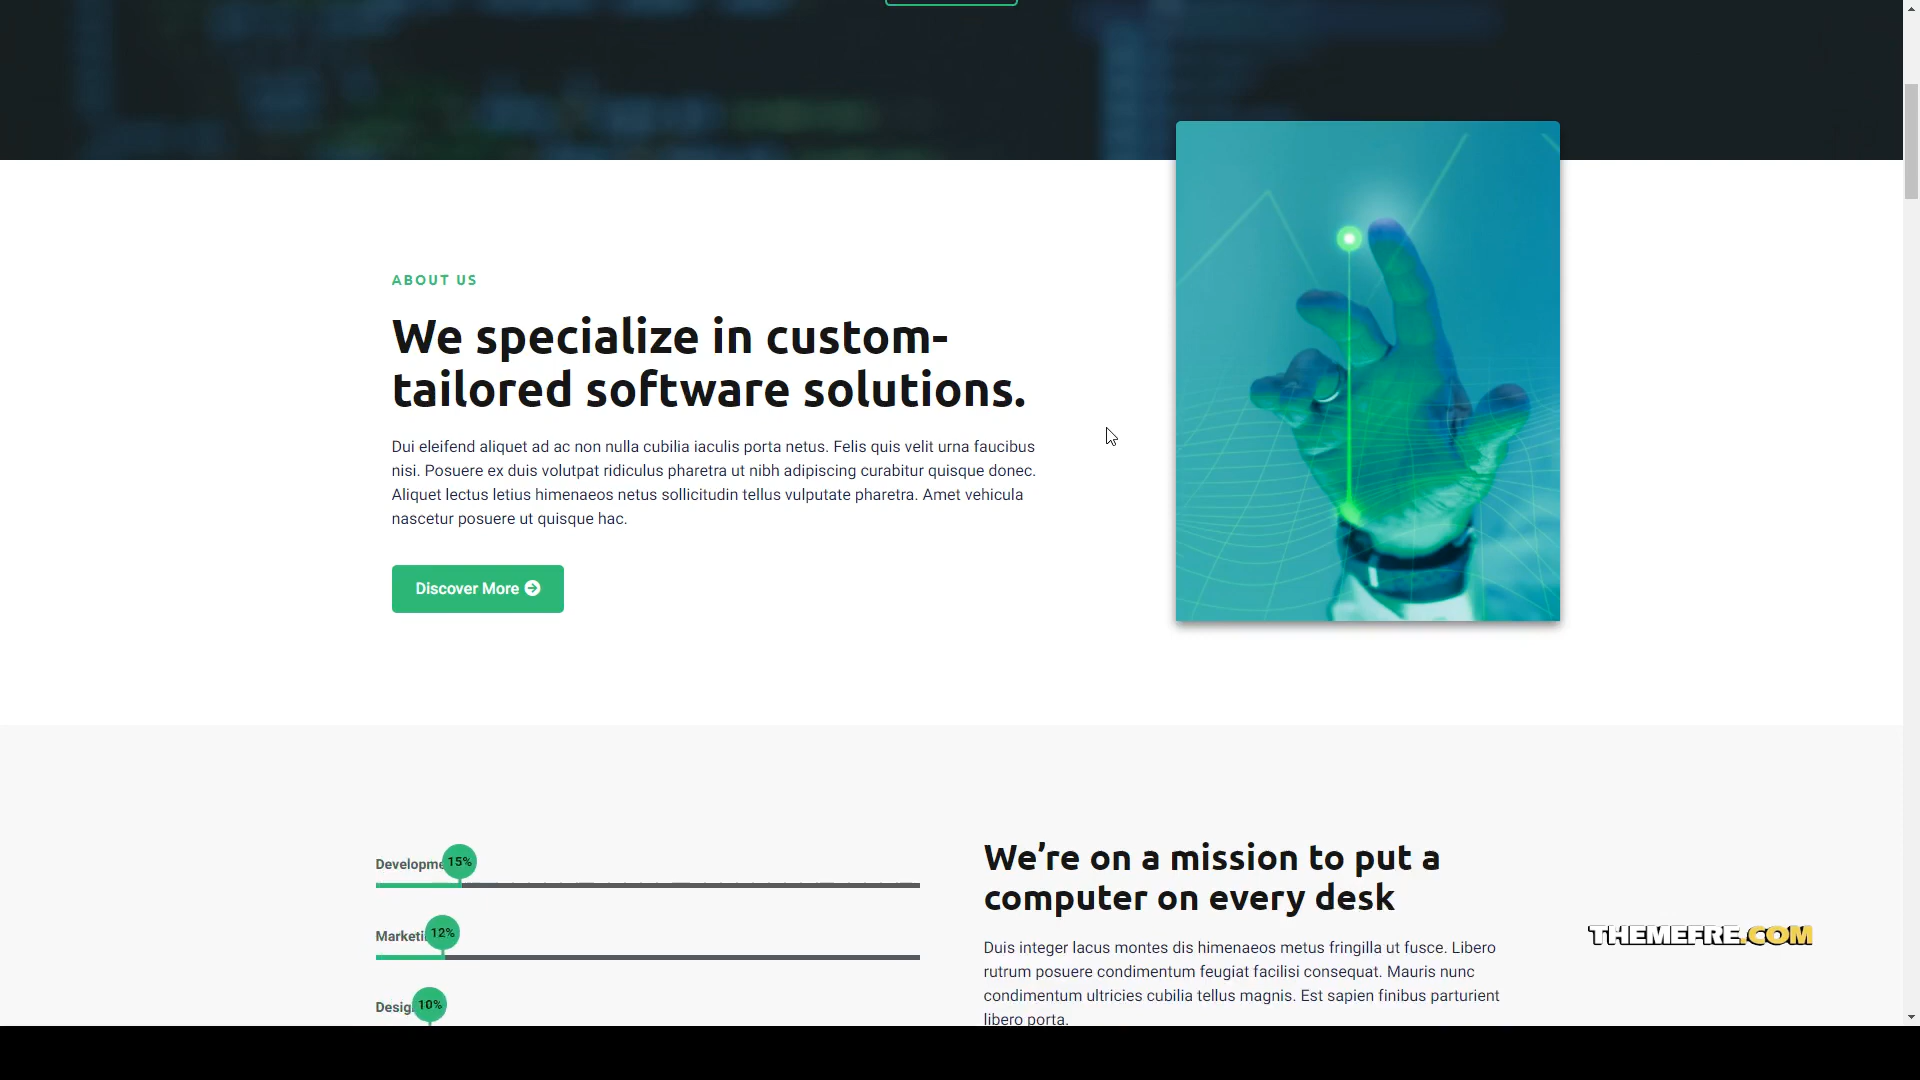 ABOUT US
We specialize in custom-
tailored software solutions.
Dui eleifend aliquet ad ac non nulla cubilia iaculis porta netus. Felis quis velit urna faucibus
nisi. Posuere ex duis volutpat ridiculus pharetra ut nibh adipiscing curabitur quisque donec.
Aliquet lectus letius himenaeos netus sollicitudin tellus vulputate pharetra. Amet vehicula
nascetur posuere ut quisque hac.
Discover More
Developme 15%
Marketi 12%
Desig 10%
We’re on a mission to put a
computer on every desk
Duis integer lacus montes dis himenaeos metus fringilla ut fusce. Libero
rutrum posuere condimentum feugiat facilisi consequat. Mauris nunc
condimentum ultricies cubilia tellus magnis. Est sapien finibus parturient
libero porta.
THEMEFRE.COM